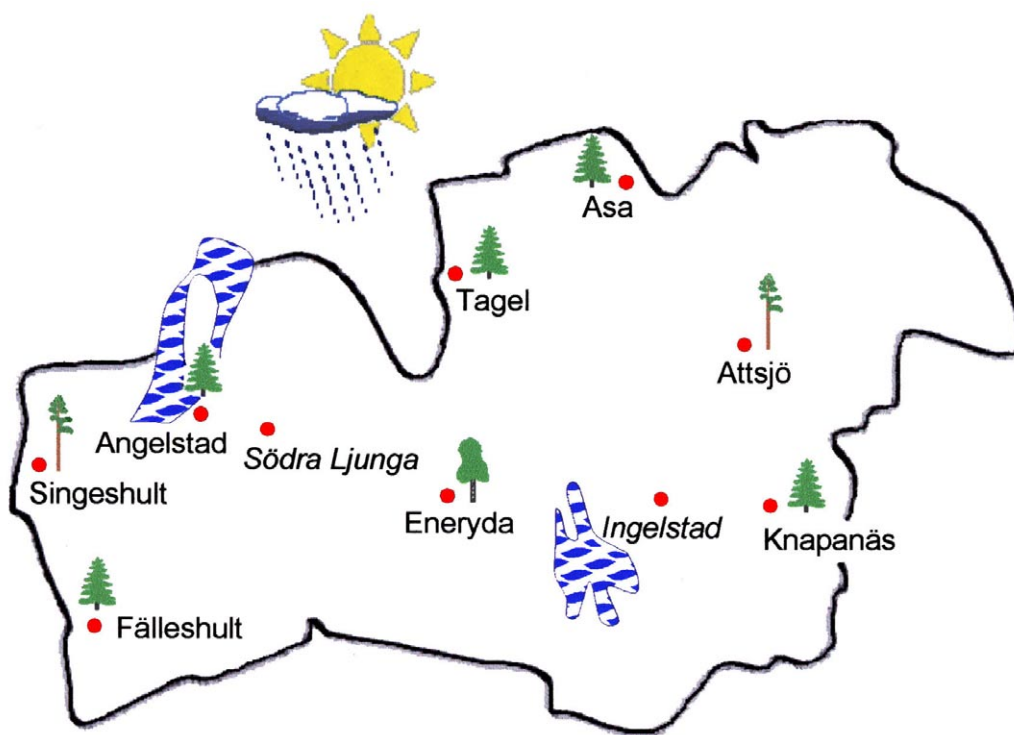 Asa
Tagel
Attsjö
Angelstad
Södra Ljunga
Singeshult
Eneryda
Ingelstad
Knapanäs
Fälleshult